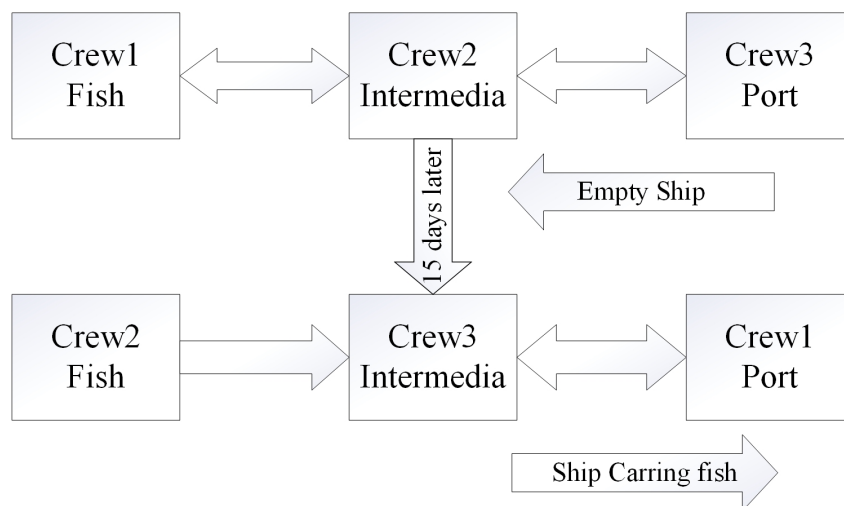 Crew1
Fish
Crew2
Intermedia
Crew3
Port
15 days later
Empty Ship
Crew2
Fish
Crew3
Intermedia
Crew1
Port
Ship Carring fish